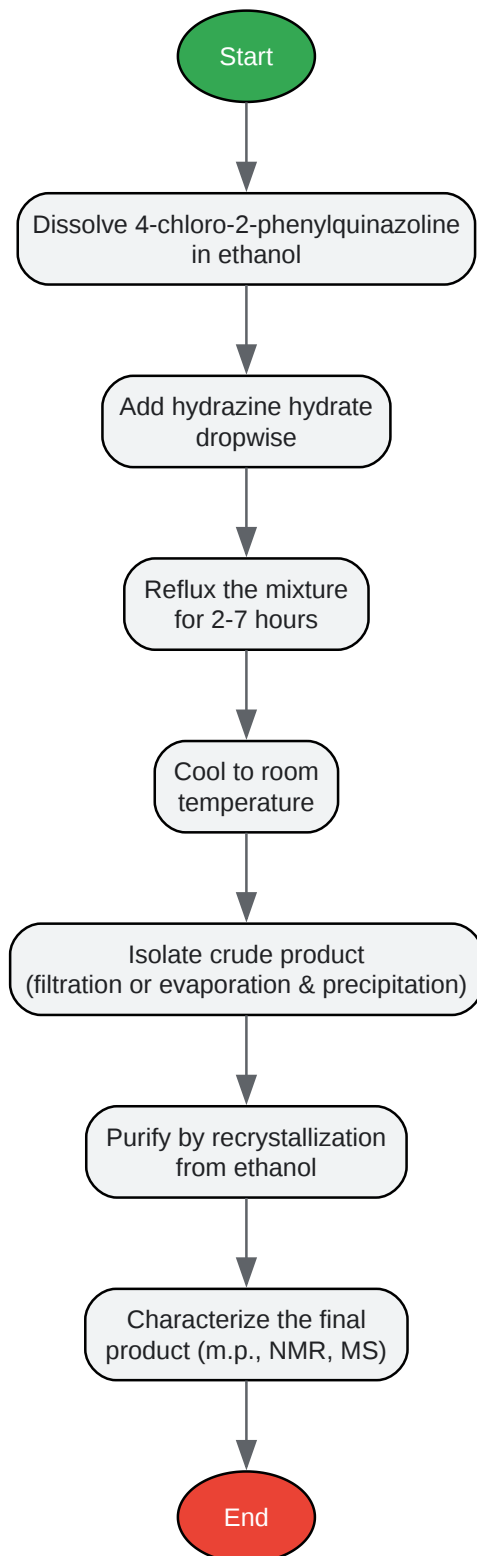 Start
Dissolve 4-chloro-2-phenylquinazoline
in ethanol
Add hydrazine hydrate
dropwise
Reflux the mixture
for 2-7 hours
Cool to room
temperature
Isolate crude product
(filtration or evaporation & precipitation)
Purify by recrystallization
from ethanol
Characterize the final
product (m.p., NMR, MS)
End